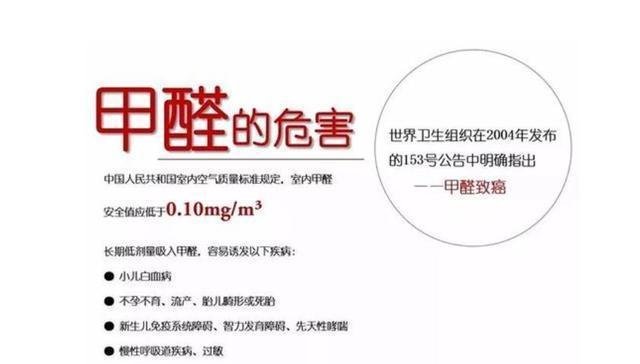 甲醛的危害
中国人民共和国室内空气质量标准规定，室内甲醛
安全值应低于0.10mg/m³
长期低剂量吸入甲醛，容易诱发以下疾病：
● 小儿白血病
● 不孕不育、流产、胎儿畸形或死胎
● 新生儿免疫系统障碍、智力发育障碍、先天性哮喘
● 慢性呼吸道疾病、过敏
世界卫生组织在2004年发布
的153号公告中明确指出
——甲醛致癌